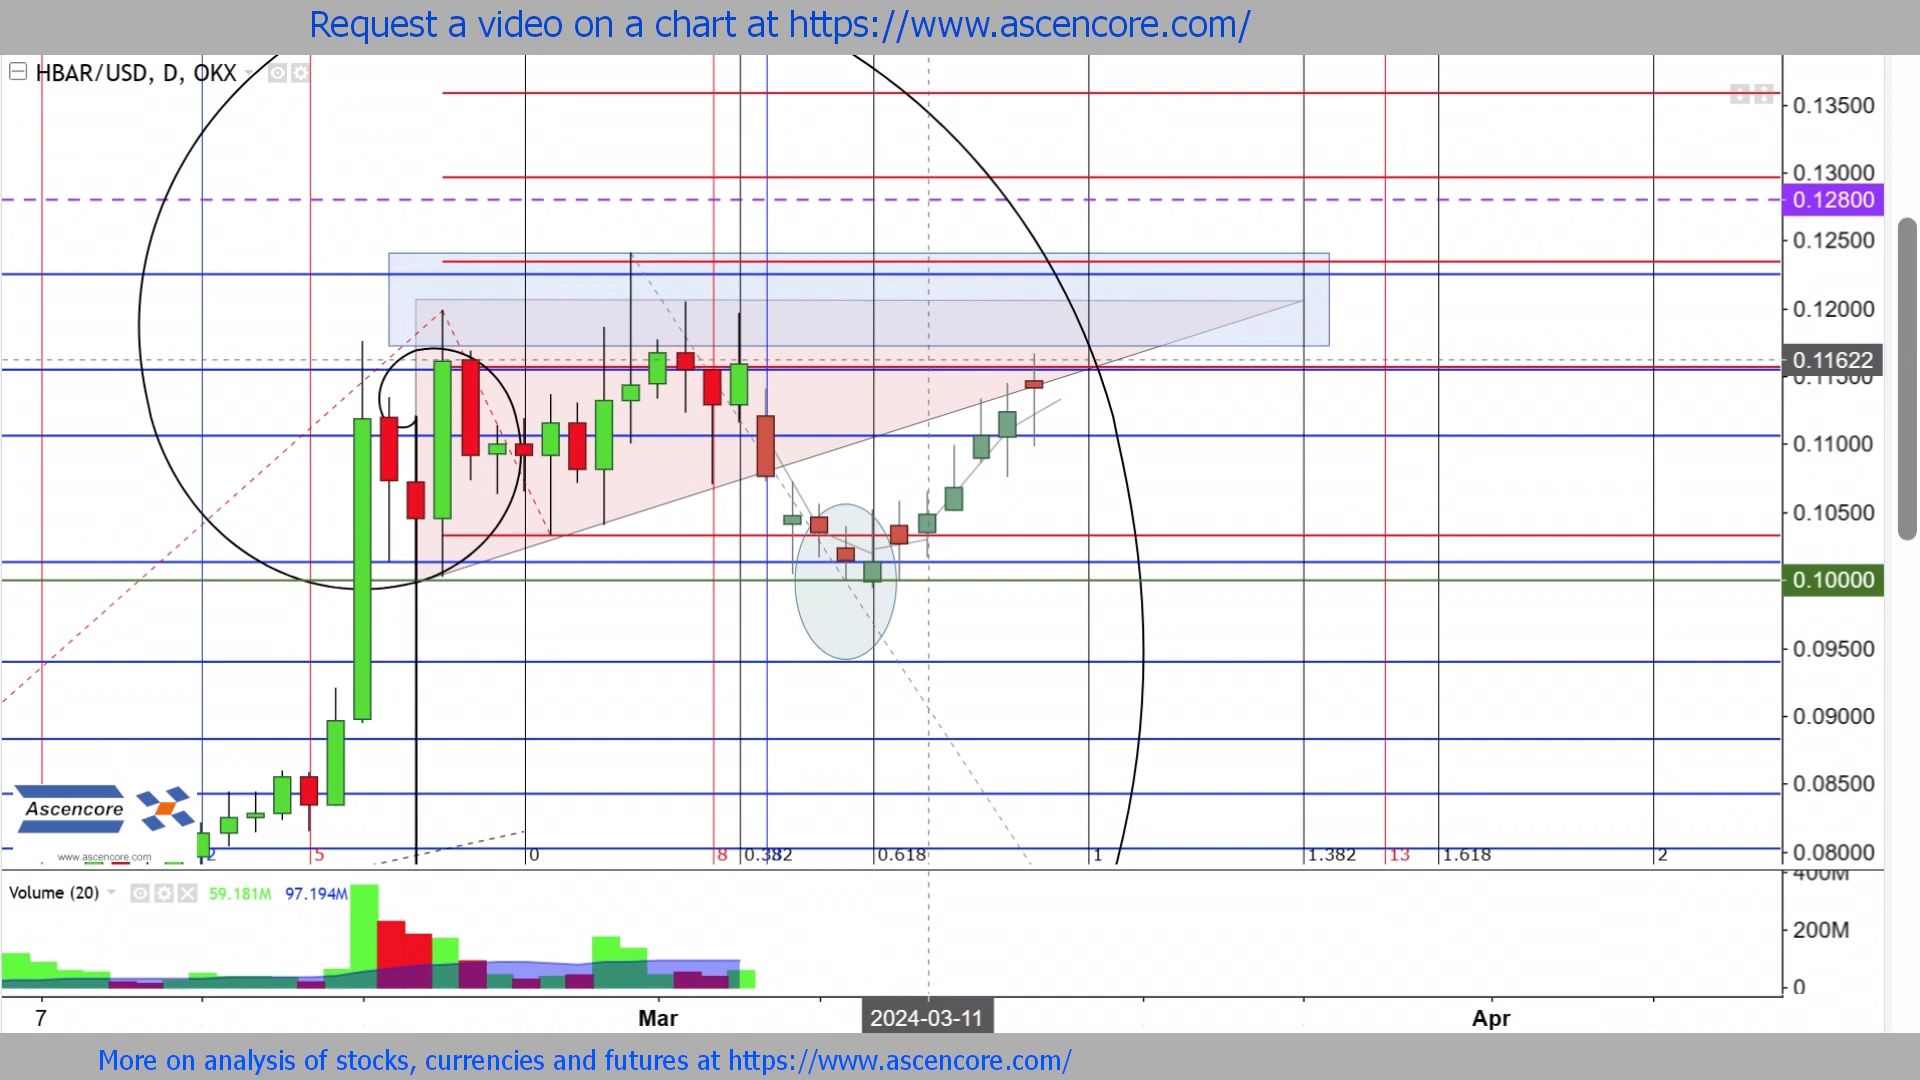 Request a video on a chart at https://www.ascencore.com/
HBAR/USD, D, OKX
0.13500
0.13000
0.12800
0.12500
0.12000
0.11622
0.11500
0.11000
0.10500
0.10000
0.09500
0.09000
0.08500
0.08000
Ascencore
www.ascencore.com
2 5 0 8 0.382 0.618 1 1.382 13 1.618 2
Volume (20) 59.181M 97.194M
400M
200M
0
7 Mar 2024-03-11 Apr
More on analysis of stocks, currencies and futures at https://www.ascencore.com/